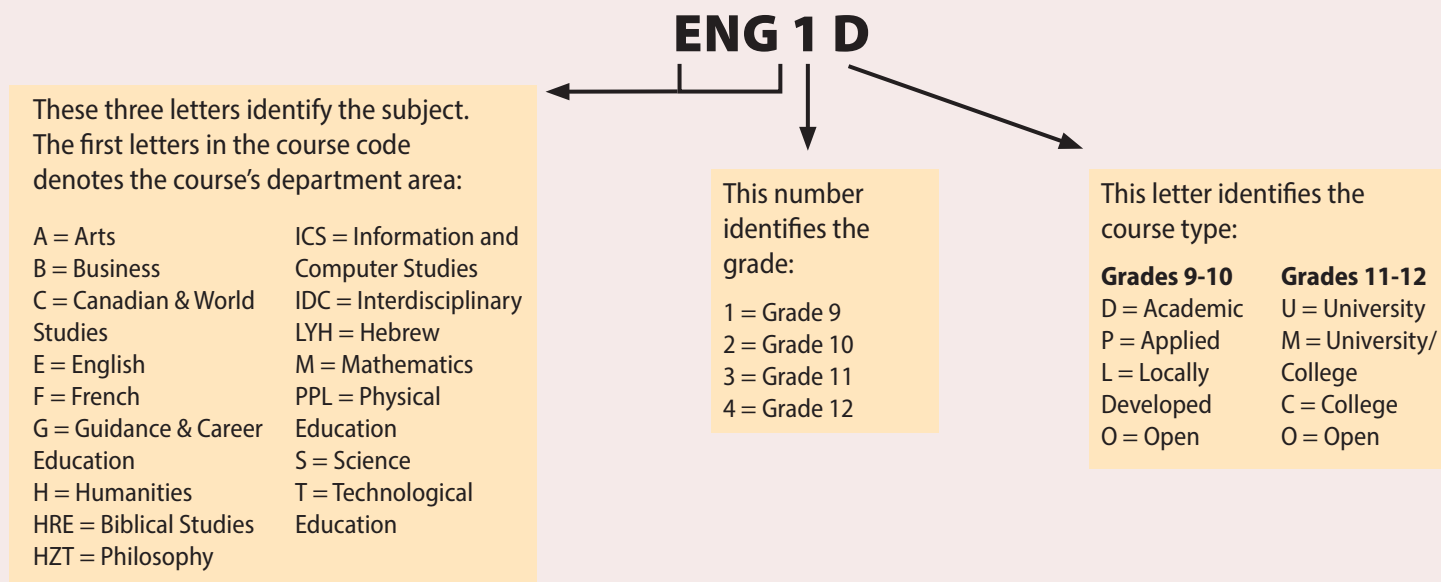 ENG 1 D
These three letters identify the subject.
The first letters in the course code
denotes the course's department area:
A = Arts
B = Business
C = Canadian & World
Studies
E = English
F = French
G = Guidance & Career
Education
H = Humanities
HRE = Biblical Studies
HZT = Philosophy
ICS = Information and
Computer Studies
IDC = Interdisciplinary
LYH = Hebrew
M = Mathematics
PPL = Physical
Education
S = Science
T = Technological
Education
This number
identifies the
grade:
1 = Grade 9
2 = Grade 10
3 = Grade 11
4 = Grade 12
This letter identifies the
course type:
Grades 9-10
D = Academic
P = Applied
L = Locally
Developed
O = Open
Grades 11-12
U = University
M = University/
College
C = College
O = Open